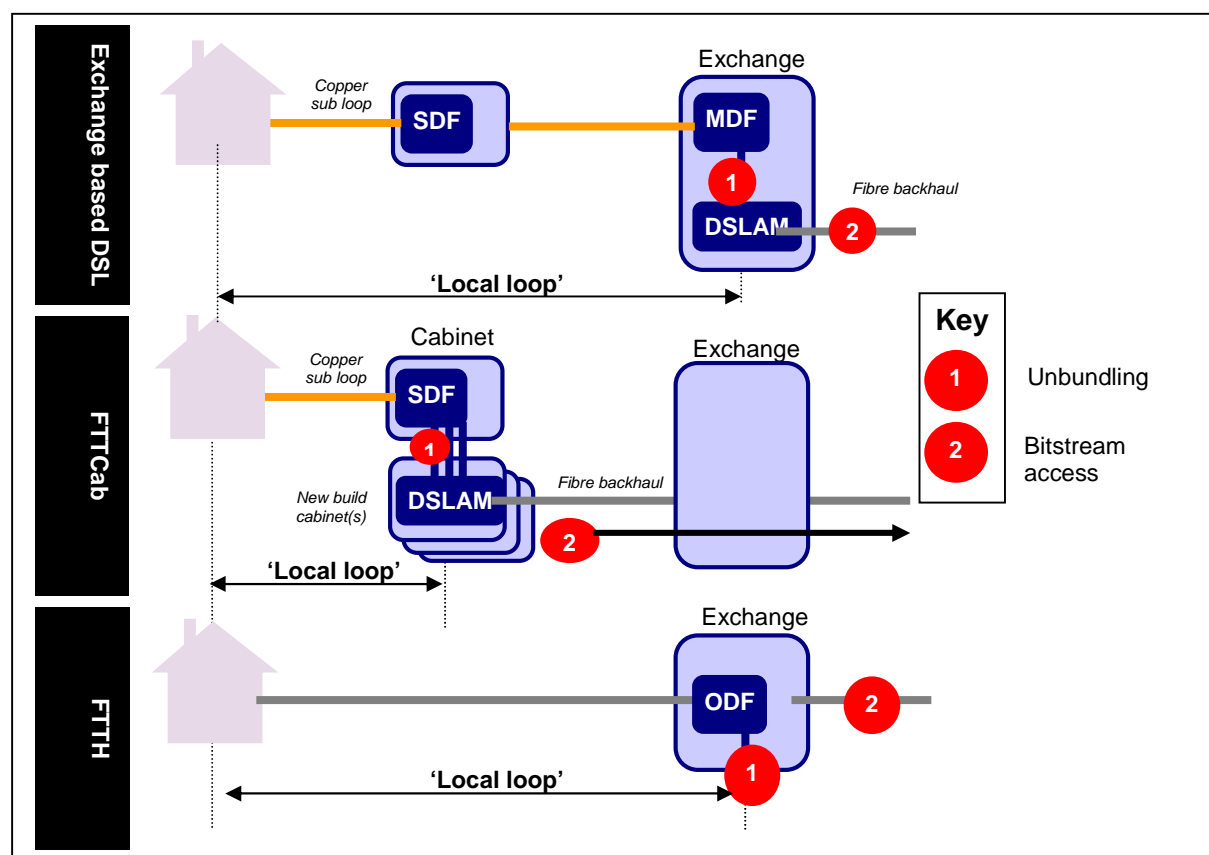 Exchange based DSL
Copper
sub loop
SDF
Exchange
MDF
1
DSLAM
Fibre backhaul
2
‘Local loop’
FTTCab
Copper
sub loop
Cabinet
SDF
1
New build
cabinet(s)
DSLAM
Fibre backhaul
2
Exchange
‘Local loop’
Key
1
Unbundling
2
Bitstream
access
FTTH
Exchange
ODF
1
2
‘Local loop’